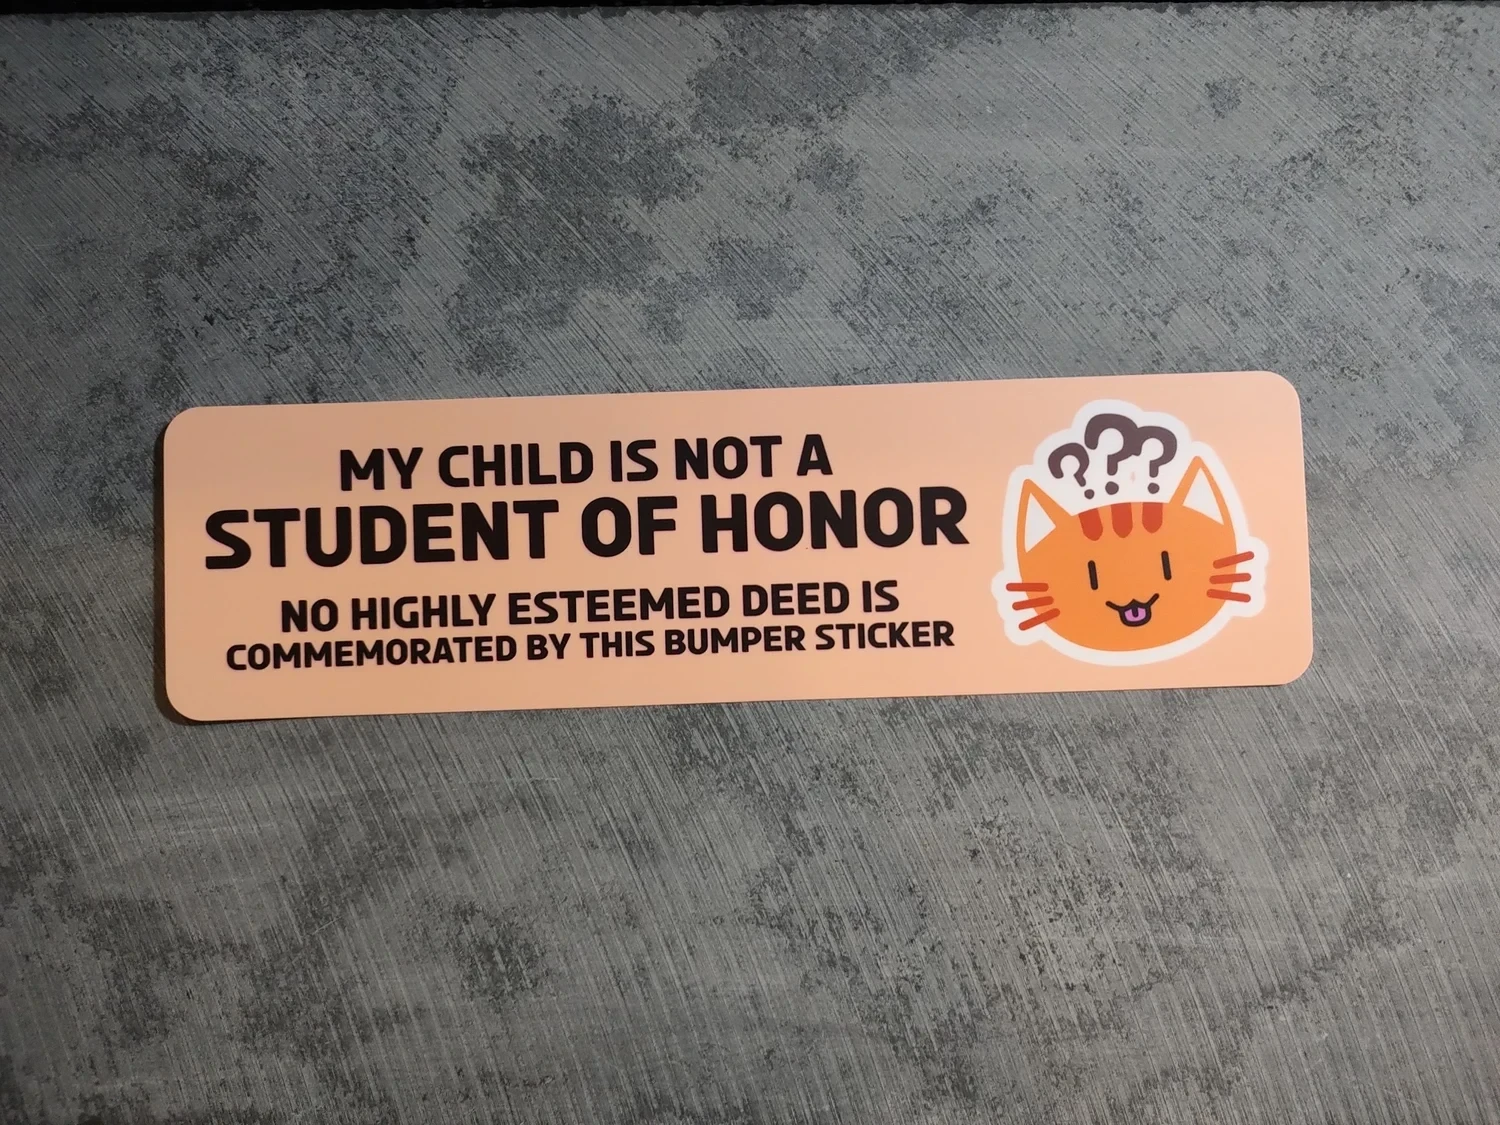 MY CHILD IS NOT A
STUDENT OF HONOR
NO HIGHLY ESTEEMED DEED IS
COMMEMORATED BY THIS BUMPER STICKER
???